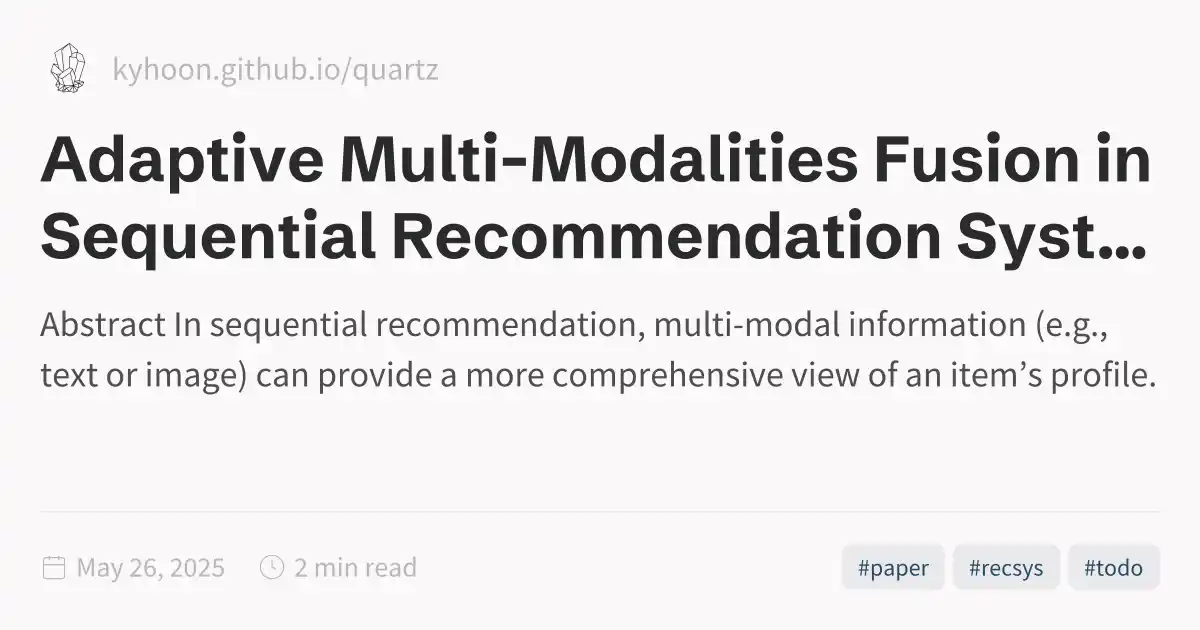 kyhoon.github.io/quartz
Adaptive Multi-Modalities Fusion in
Sequential Recommendation Syst...
Abstract In sequential recommendation, multi-modal information (e.g.,
text or image) can provide a more comprehensive view of an item’s profile.
May 26, 2025 2 min read #paper #recsys #todo